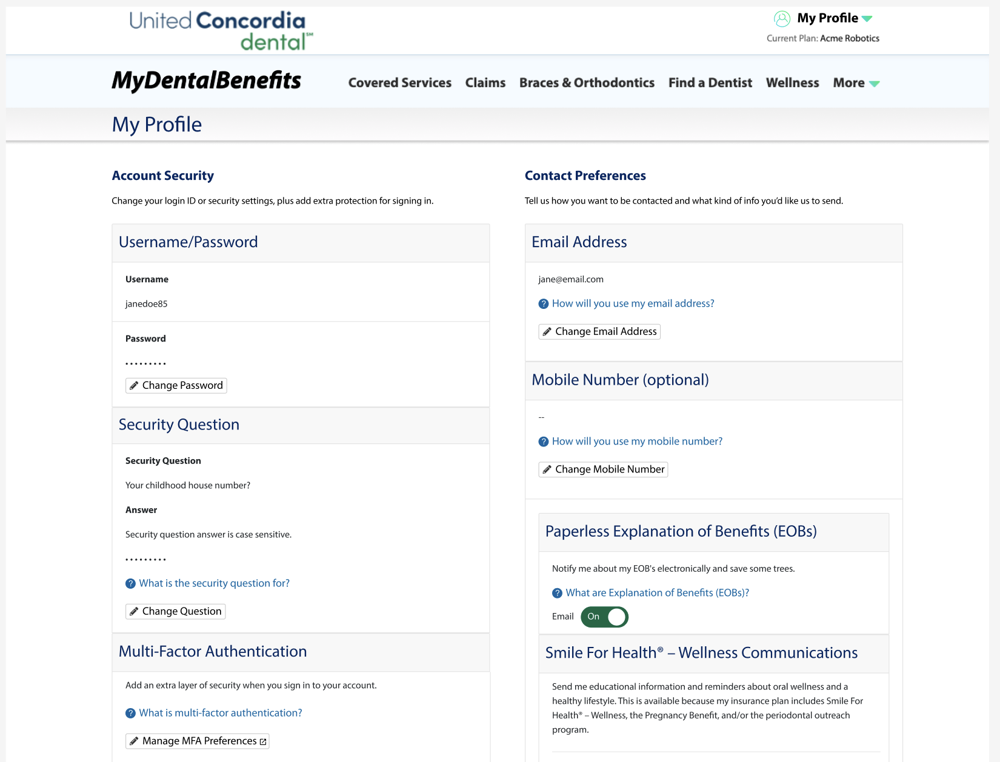 United Concordia
dental℠
My Profile
Current Plan: Acme Robotics
MyDentalBenefits
Covered Services Claims Braces & Orthodontics Find a Dentist Wellness More
My Profile
Account Security
Change your login ID or security settings, plus add extra protection for signing in.
Username/Password
Username
janedoe85
Password
•••••••••
Change Password
Security Question
Security Question
Your childhood house number?
Answer
Security question answer is case sensitive.
•••••••••
What is the security question for?
Change Question
Multi-Factor Authentication
Add an extra layer of security when you sign in to your account.
What is multi-factor authentication?
Manage MFA Preferences
Contact Preferences
Tell us how you want to be contacted and what kind of info you’d like us to send.
Email Address
jane@email.com
How will you use my email address?
Change Email Address
Mobile Number (optional)
--
How will you use my mobile number?
Change Mobile Number
Paperless Explanation of Benefits (EOBs)
Notify me about my EOB's electronically and save some trees.
What are Explanation of Benefits (EOBs)?
Email On
Smile For Health® – Wellness Communications
Send me educational information and reminders about oral wellness and a
healthy lifestyle. This is available because my insurance plan includes Smile For
Health® – Wellness, the Pregnancy Benefit, and/or the periodontal outreach
program.